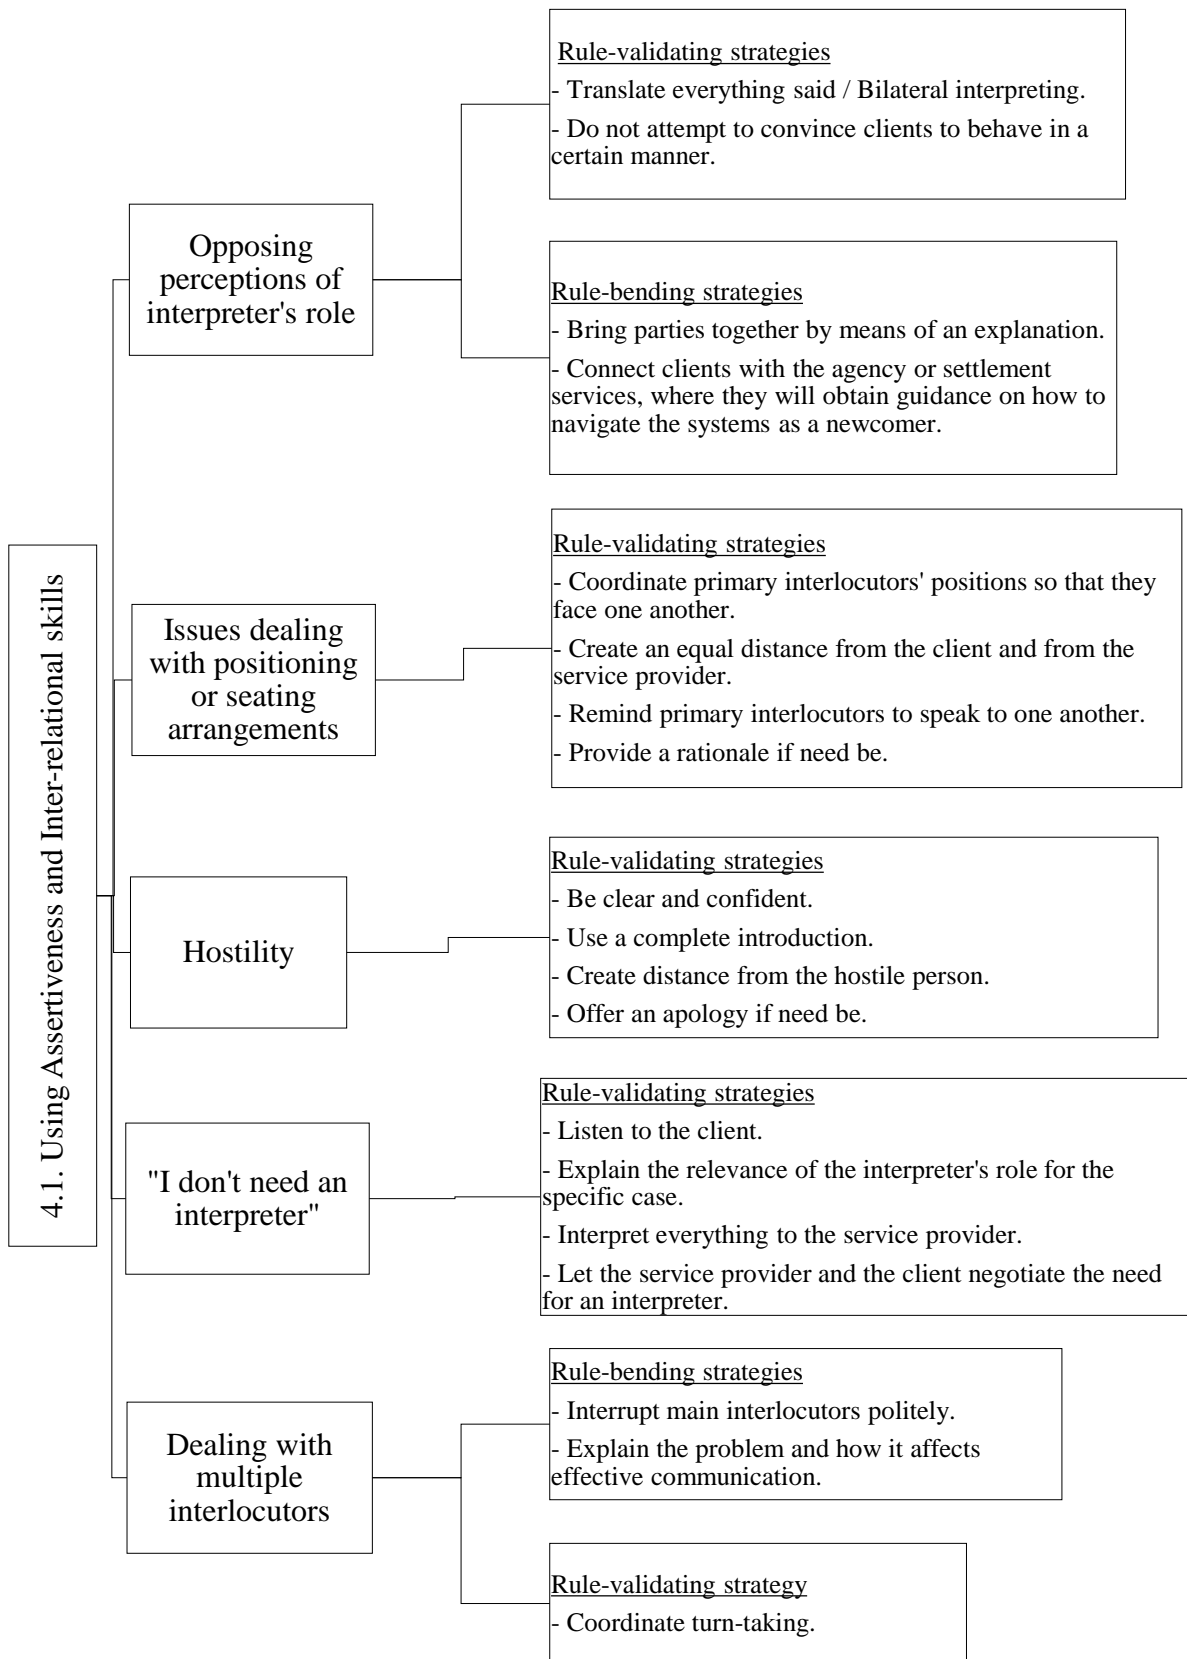 4.1. Using Assertiveness and Inter-relational skills
Opposing
perceptions of
interpreter's role
Rule-validating strategies
- Translate everything said / Bilateral interpreting.
- Do not attempt to convince clients to behave in a
certain manner.
Rule-bending strategies
- Bring parties together by means of an explanation.
- Connect clients with the agency or settlement
services, where they will obtain guidance on how to
navigate the systems as a newcomer.
Issues dealing
with positioning
or seating
arrangements
Rule-validating strategies
- Coordinate primary interlocutors' positions so that they
face one another.
- Create an equal distance from the client and from the
service provider.
- Remind primary interlocutors to speak to one another.
- Provide a rationale if need be.
Hostility
Rule-validating strategies
- Be clear and confident.
- Use a complete introduction.
- Create distance from the hostile person.
- Offer an apology if need be.
"I don't need an
interpreter"
Rule-validating strategies
- Listen to the client.
- Explain the relevance of the interpreter's role for the
specific case.
- Interpret everything to the service provider.
- Let the service provider and the client negotiate the need
for an interpreter.
Dealing with
multiple
interlocutors
Rule-bending strategies
- Interrupt main interlocutors politely.
- Explain the problem and how it affects
effective communication.
Rule-validating strategy
- Coordinate turn-taking.